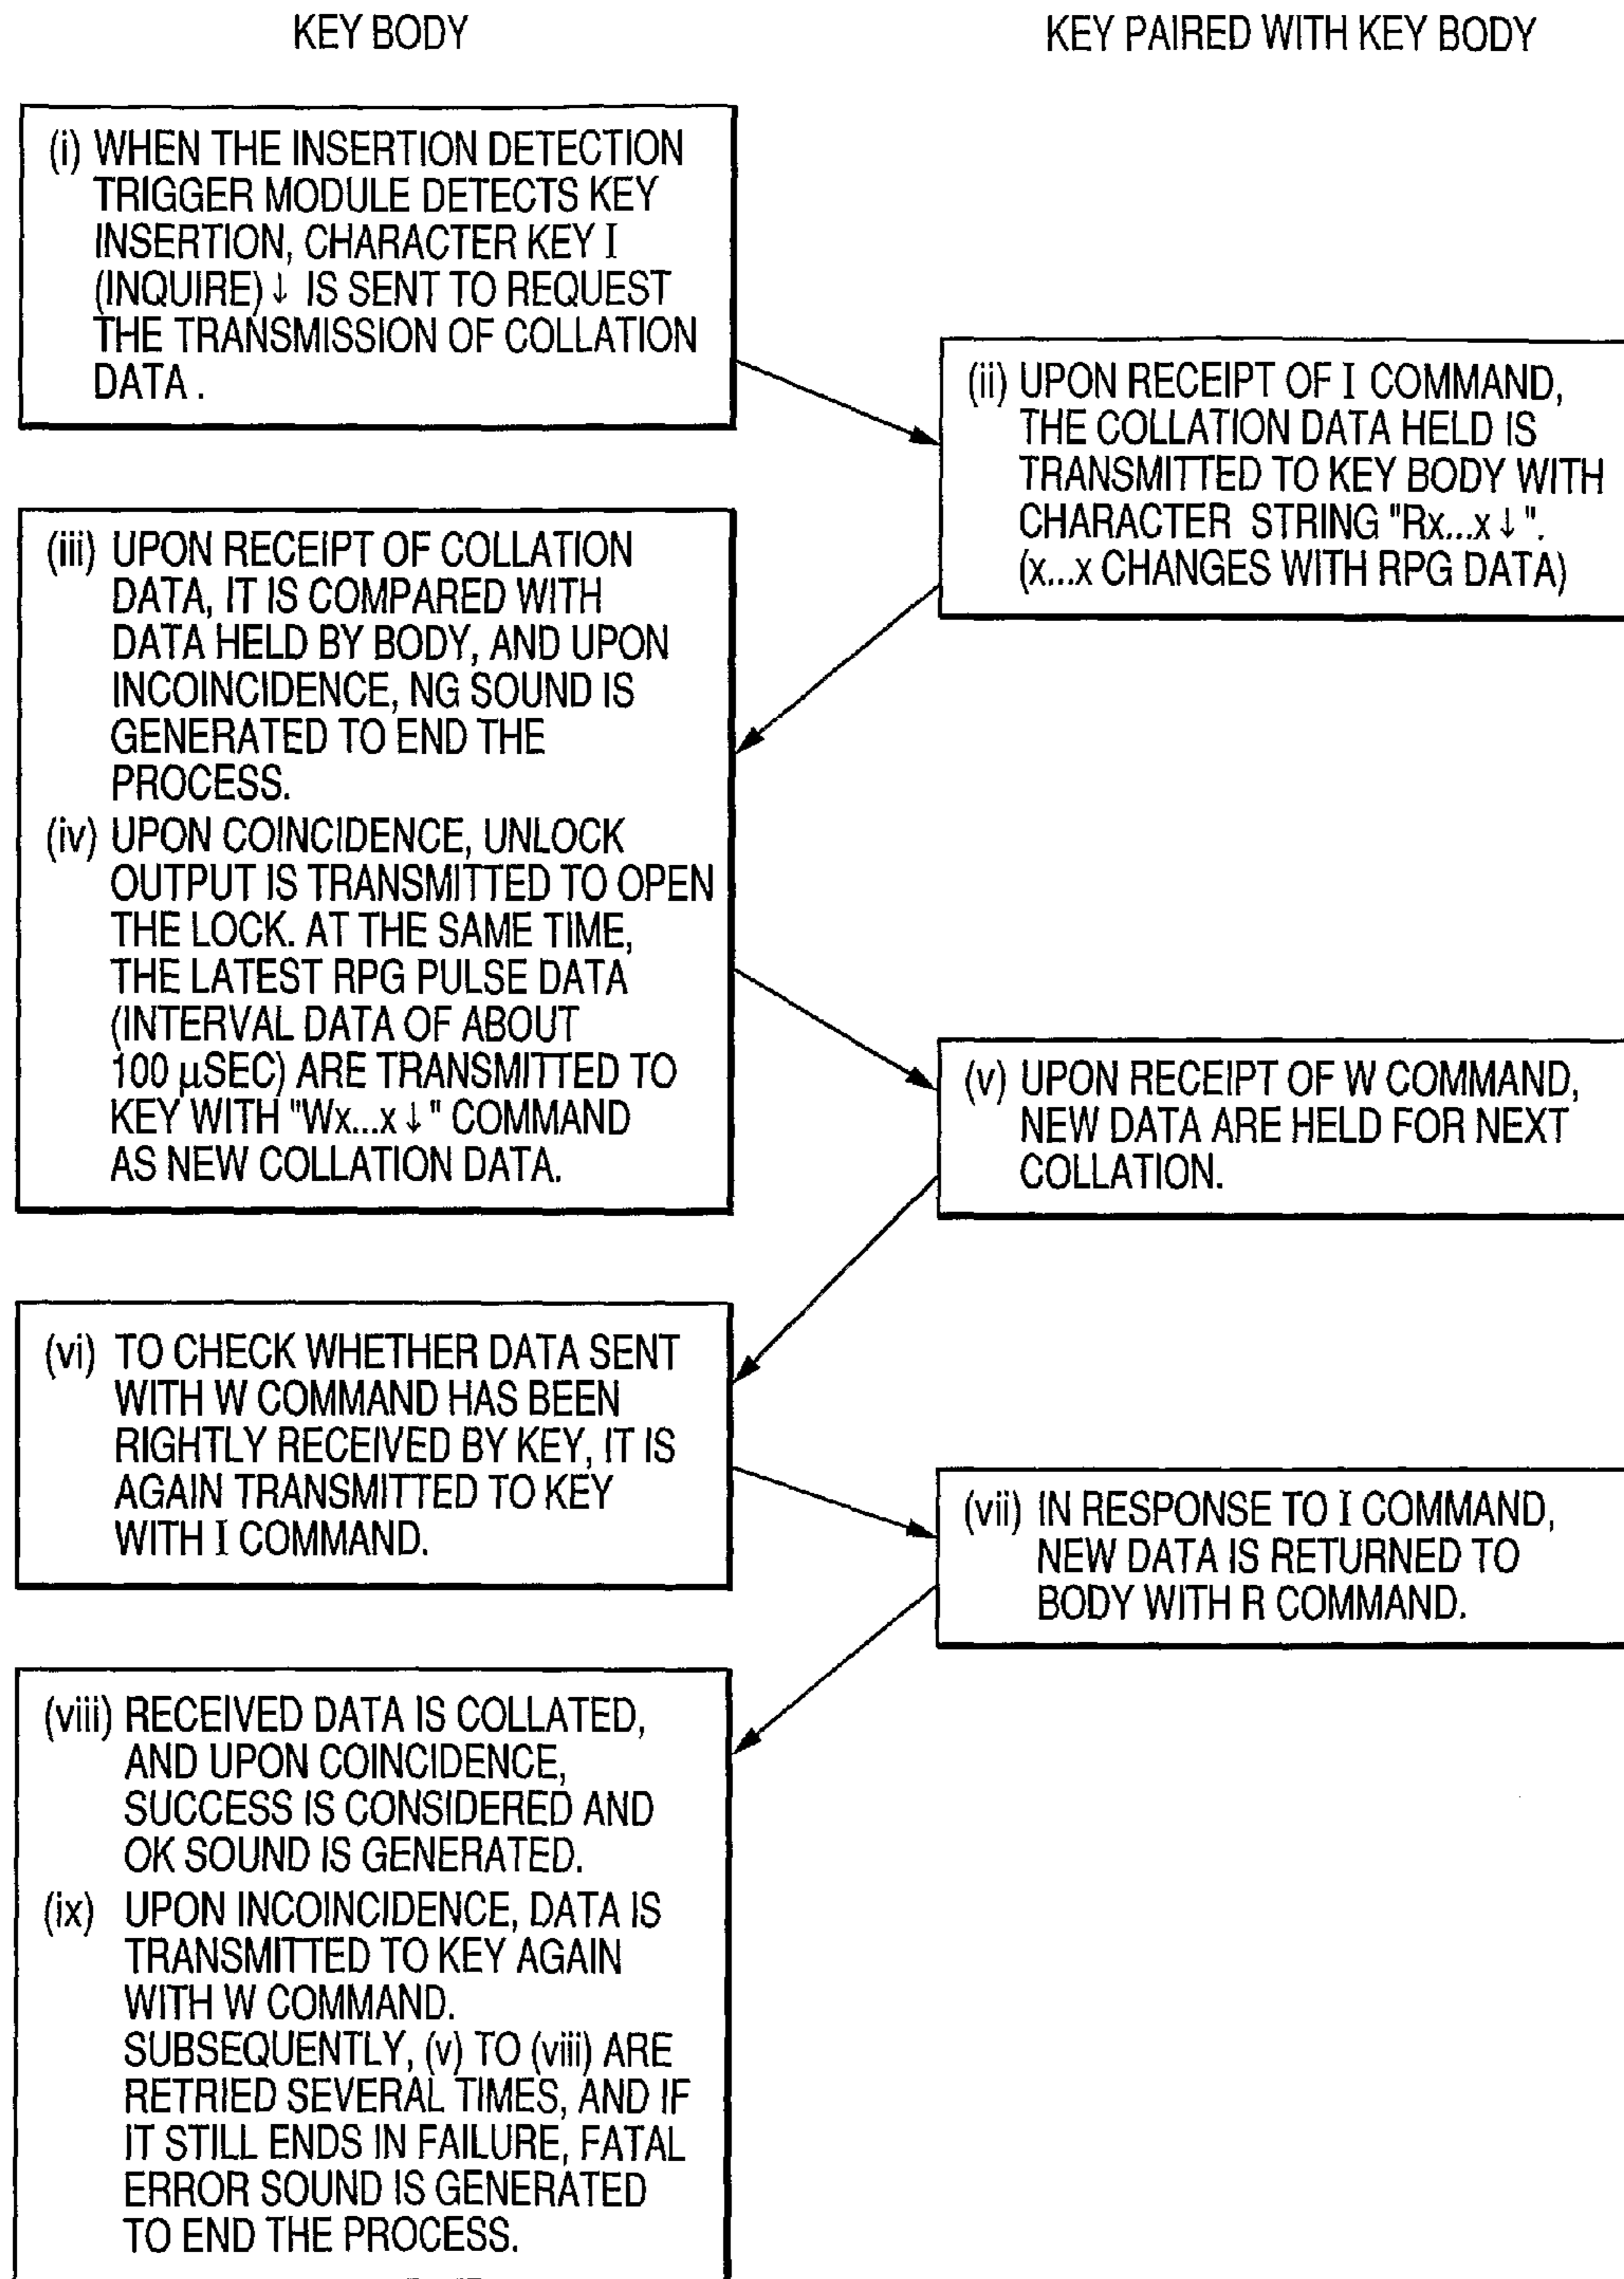 KEY BODY
KEY PAIRED WITH KEY BODY
(i) WHEN THE INSERTION DETECTION
TRIGGER MODULE DETECTS KEY
INSERTION, CHARACTER KEY I
(INQUIRE)↓ IS SENT TO REQUEST
THE TRANSMISSION OF COLLATION
DATA.
(ii) UPON RECEIPT OF I COMMAND,
THE COLLATION DATA HELD IS
TRANSMITTED TO KEY BODY WITH
CHARACTER STRING "Rx...x↓".
(x...x CHANGES WITH RPG DATA)
(iii) UPON RECEIPT OF COLLATION
DATA, IT IS COMPARED WITH
DATA HELD BY BODY, AND UPON
INCOINCIDENCE, NG SOUND IS
GENERATED TO END THE
PROCESS.
(iv) UPON COINCIDENCE, UNLOCK
OUTPUT IS TRANSMITTED TO OPEN
THE LOCK. AT THE SAME TIME,
THE LATEST RPG PULSE DATA
(INTERVAL DATA OF ABOUT
100 μSEC) ARE TRANSMITTED TO
KEY WITH "Wx...x↓" COMMAND
AS NEW COLLATION DATA.
(v) UPON RECEIPT OF W COMMAND,
NEW DATA ARE HELD FOR NEXT
COLLATION.
(vi) TO CHECK WHETHER DATA SENT
WITH W COMMAND HAS BEEN
RIGHTLY RECEIVED BY KEY, IT IS
AGAIN TRANSMITTED TO KEY
WITH I COMMAND.
(vii) IN RESPONSE TO I COMMAND,
NEW DATA IS RETURNED TO
BODY WITH R COMMAND.
(viii) RECEIVED DATA IS COLLATED,
AND UPON COINCIDENCE,
SUCCESS IS CONSIDERED AND
OK SOUND IS GENERATED.
(ix) UPON INCOINCIDENCE, DATA IS
TRANSMITTED TO KEY AGAIN
WITH W COMMAND.
SUBSEQUENTLY, (v) TO (viii) ARE
RETRIED SEVERAL TIMES, AND IF
IT STILL ENDS IN FAILURE, FATAL
ERROR SOUND IS GENERATED
TO END THE PROCESS.